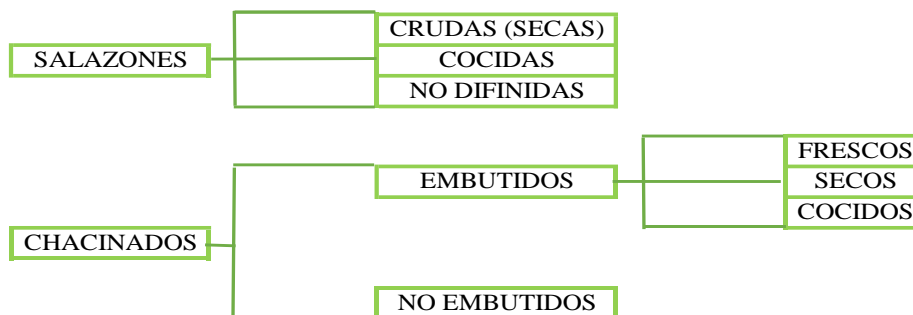 SALAZONES
CRUDAS (SECAS)
COCIDAS
NO DIFINIDAS
CHACINADOS
EMBUTIDOS
FRESCOS
SECOS
COCIDOS
NO EMBUTIDOS